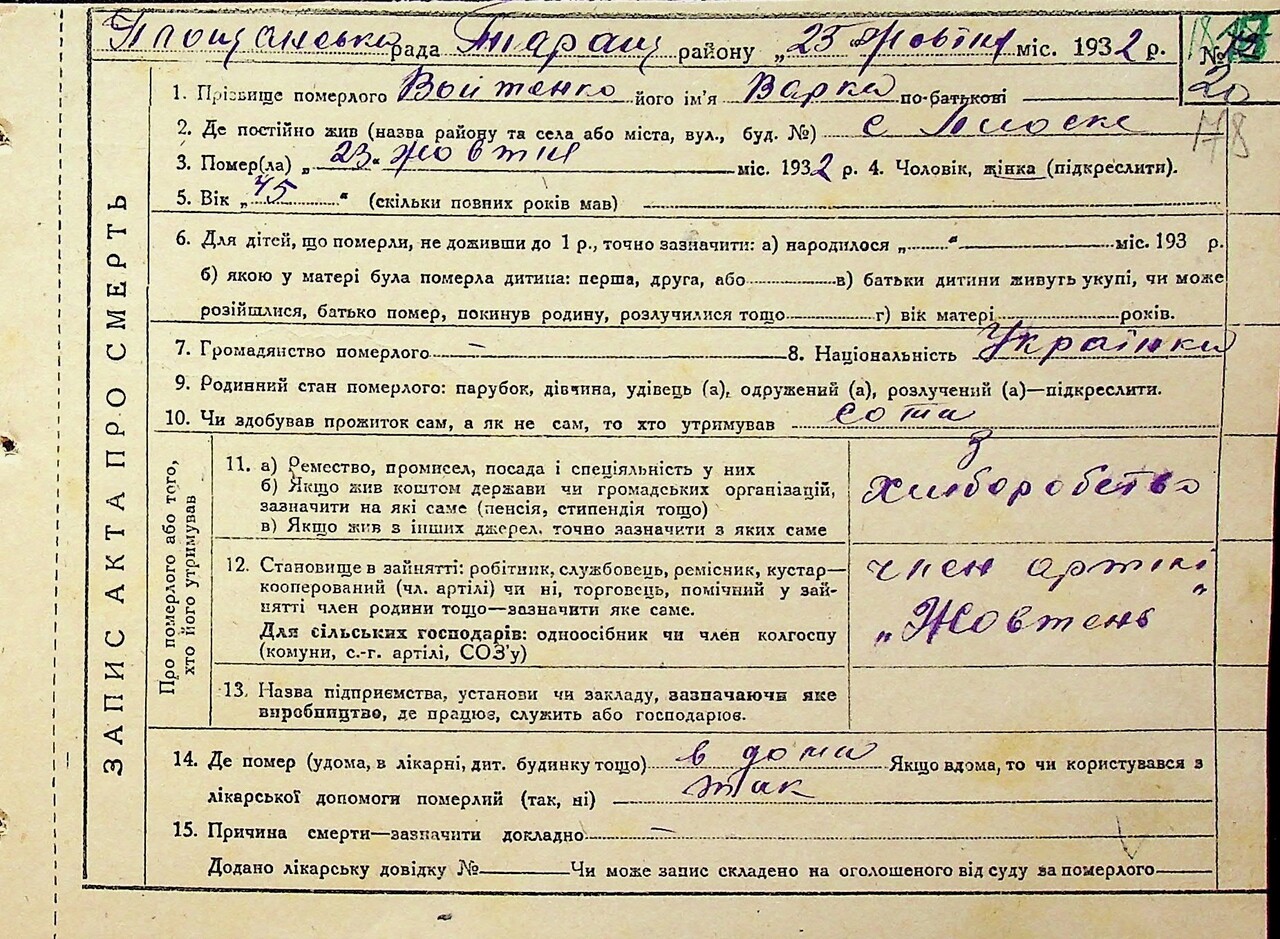 рада Таращ району „23 жовтня міс. 1932 р.
№
20
ЗАПИС АКТА ПРО СМЕРТЬ
1. Прізвище померлого Войтенко його ім'я Варка по-батькові
2. Де постійно жив (назва району та села або міста, вул., буд. №) с
178
3. Помер(ла) „23“ жовтня міс. 1932 р. 4. Чоловік, жінка (підкреслити).
5. Вік „45“ (скільки повних років мав)
6. Для дітей, що померли, не доживши до 1 р., точно зазначити: а) народилося „ “ міс. 193 р.
б) якою у матері була померла дитина: перша, друга, або в) батьки дитини живуть укупі, чи може
розійшлися, батько помер, покинув родину, розлучилися тощо г) вік матері років.
7. Громадянство померлого — 8. Національність Українка
9. Родинний стан померлого: парубок, дівчина, удівець (а), одружений (а), розлучений (а)—підкреслити.
10. Чи здобував прожиток сам, а як не сам, то хто утримував сама
Про померлого або того,
хто його утримував
11. а) Ремество, промисел, посада і спеціяльність у них
б) Якщо жив коштом держави чи громадських організацій,
зазначити на які саме (пенсія, стипендія тощо)
в) Якщо жив з інших джерел, точно зазначити з яких саме
з
хліборобства
12. Становище в зайнятті: робітник, службовець, ремісник, кустар—
кооперований (чл. артілі) чи ні, торговець, помічний у зай-
нятті член родини тощо—зазначити яке саме.
Для сільських господарів: одноосібник чи член колгоспу
(комуни, с.-г. артілі, СОЗ'у)
член артілі
„Жовтень“
13. Назва підприємства, установи чи закладу, зазначаючи яке
виробництво, де працює, служить або господарює.
14. Де помер (удома, в лікарні, дит. будинку тощо) в дома Якщо вдома, то чи користувався з
лікарської допомоги померлий (так, ні) так
15. Причина смерти—зазначити докладно —
Додано лікарську довідку № Чи може запис складено на оголошеного від суду за померлого